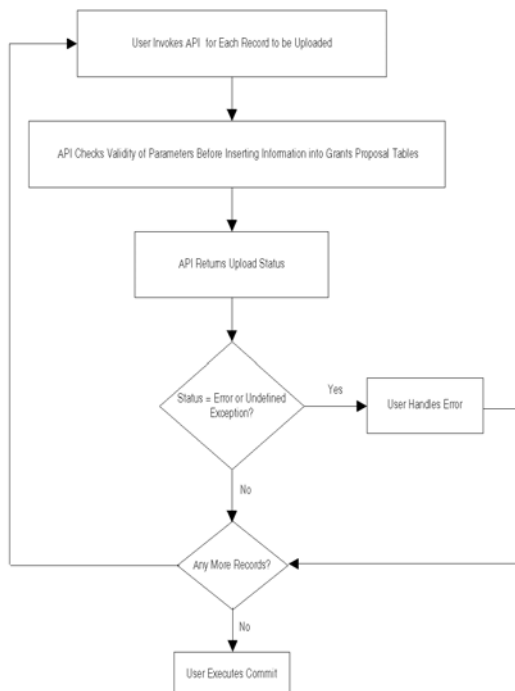 User Invokes API for Each Record to be Uploaded
API Checks Validity of Parameters Before Inserting Information into Grants Proposal Tables
API Returns Upload Status
Status = Error or Undefined
Exception?
Yes
User Handles Error
No
Any More Records?
No
User Executes Commit